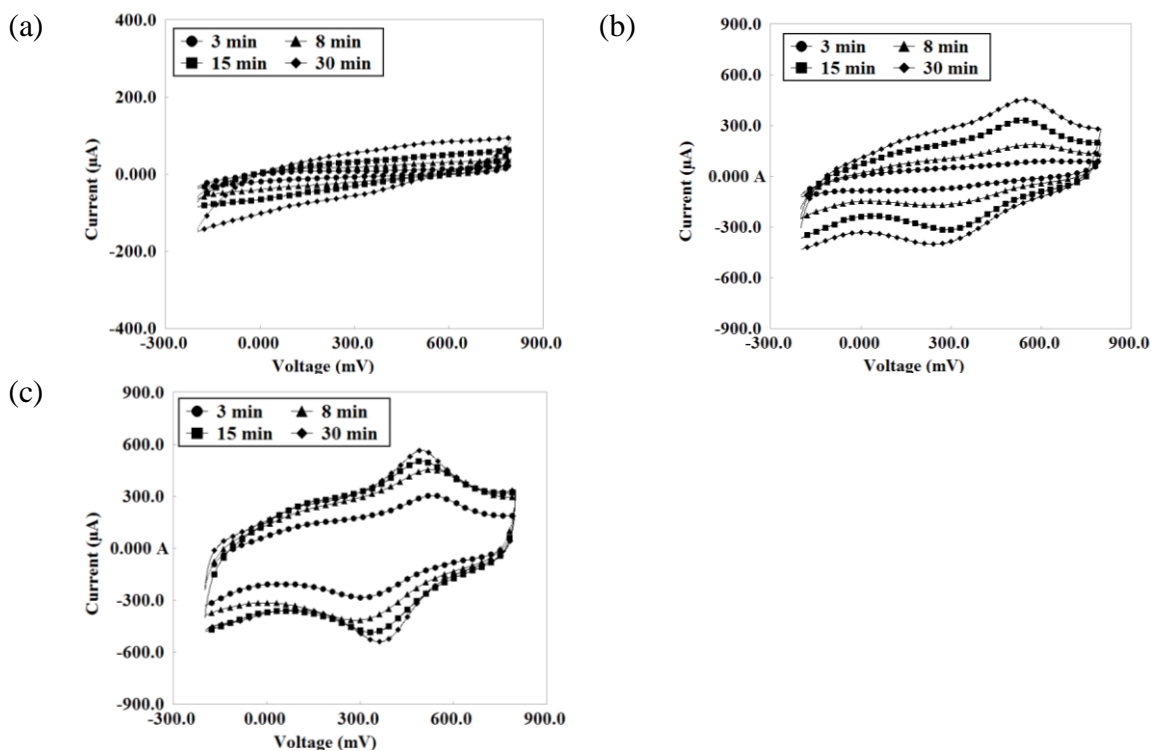 (a)
400.0
3 min 8 min
15 min 30 min
200.0
0.000
-200.0
-400.0
-300.0 0.000 300.0 600.0 900.0
Current (µA)
Voltage (mV)
(b)
900.0
3 min 8 min
15 min 30 min
600.0
300.0
0.000 A
-300.0
-600.0
-900.0
-300.0 0.000 300.0 600.0 900.0
Current (µA)
Voltage (mV)
(c)
900.0
3 min 8 min
15 min 30 min
600.0
300.0
0.000 A
-300.0
-600.0
-900.0
-300.0 0.000 300.0 600.0 900.0
Current (µA)
Voltage (mV)